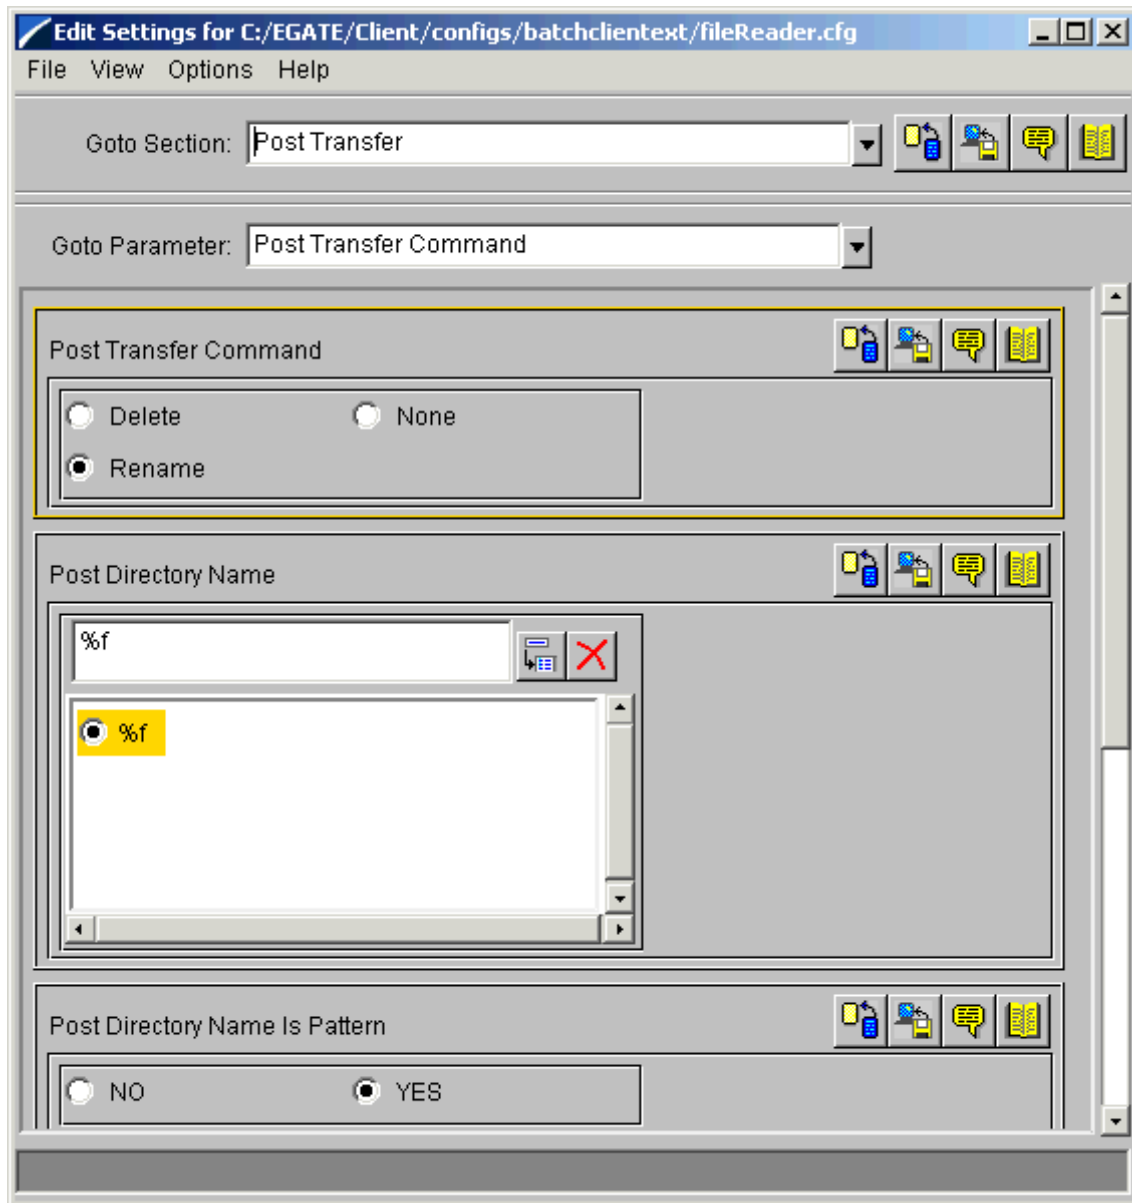 Edit Settings for C:/EGATE/Client/configs/batchclientext/fileReader.cfg
File View Options Help
Goto Section: Post Transfer
Goto Parameter: Post Transfer Command
Post Transfer Command
Delete None
Rename
Post Directory Name
%f
%f
Post Directory Name Is Pattern
NO YES